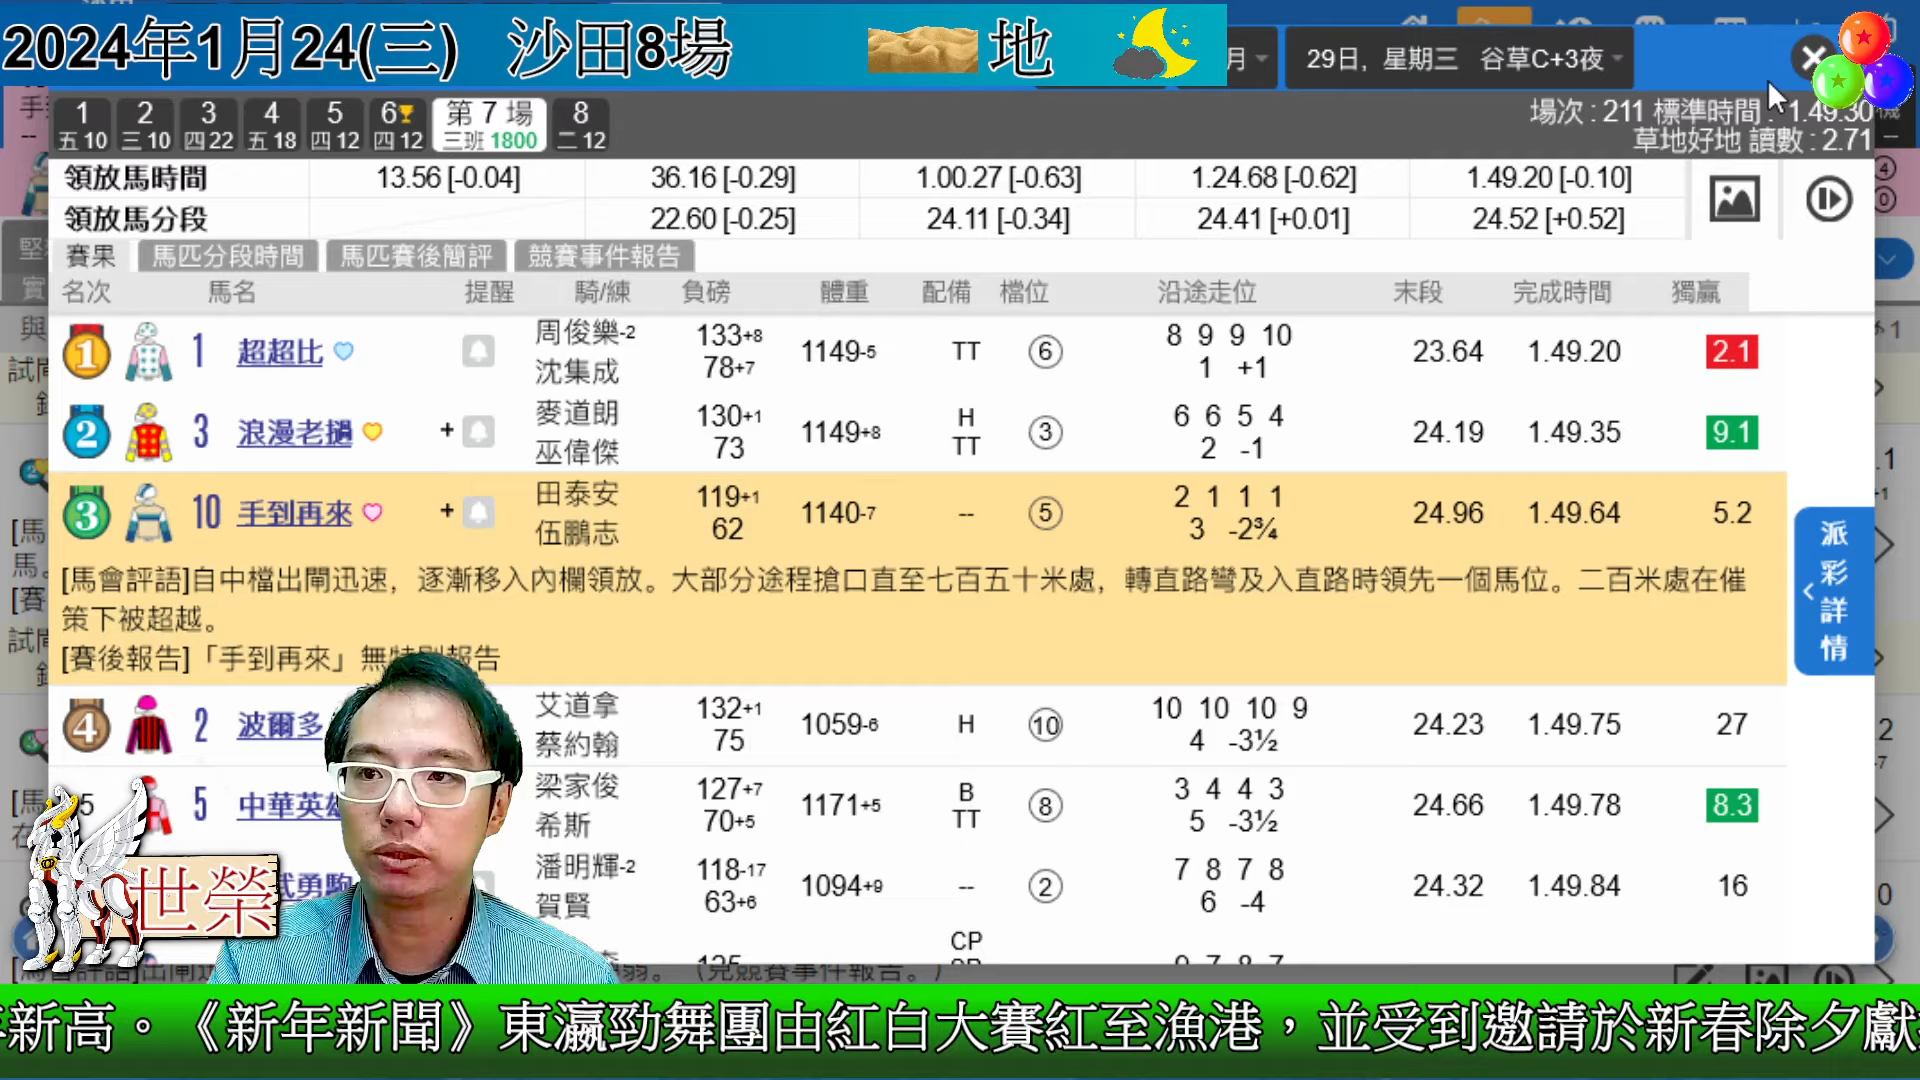 2024年1月24(三) 沙田8場 地
月 29日，星期三 谷草C+3夜
1 2 3 4 5 6 第 7 場 8
五 10 三 10 四 22 五 18 四 12 四 12 三班 1800 二 12
場次 : 211 標準時間 : 1.49.30
草地好地 讀數 : 2.71
領放馬時間 13.56 [-0.04] 36.16 [-0.29] 1.00.27 [-0.63] 1.24.68 [-0.62] 1.49.20 [-0.10]
領放馬分段 22.60 [-0.25] 24.11 [-0.34] 24.41 [+0.01] 24.52 [+0.52]
賽果 馬匹分段時間 馬匹賽後簡評 競賽事件報告
名次 馬名 提醒 騎/練 負磅 體重 配備 檔位 沿途走位 末段 完成時間 獨贏
1 1 超超比 周俊樂-2 133+8 1149-5 TT 6 8 9 9 10 23.64 1.49.20 2.1
沈集成 78+7 1 +1
2 3 浪漫老撾 + 麥道朗 130+1 1149+8 H 3 6 6 5 4 24.19 1.49.35 9.1
巫偉傑 73 TT 2 -1
3 10 手到再來 + 田泰安 119+1 1140-7 -- 5 2 1 1 1 24.96 1.49.64 5.2
伍鵬志 62 3 -2¾
[馬會評語]自中檔出閘迅速，逐漸移入內欄領放。大部分途程搶口直至七百五十米處，轉直路彎及入直路時領先一個馬位。二百米處在催
策下被超越。
[賽後報告]「手到再來」無特別報告
派彩詳情
4 2 波爾多 艾道拿 132+1 1059-6 H 10 10 10 10 9 24.23 1.49.75 27
蔡約翰 75 4 -3½
5 5 中華英雄 梁家俊 127+7 1171+5 B 8 3 4 4 3 24.66 1.49.78 8.3
希斯 70+5 TT 5 -3½
武勇駒 潘明輝-2 118-17 1094+9 -- 2 7 8 7 8 24.32 1.49.84 16
賀賢 63+6 6 -4
世榮
CP
新高。《新年新聞》東瀛勁舞團由紅白大賽紅至漁港，並受到邀請於新春除夕獻